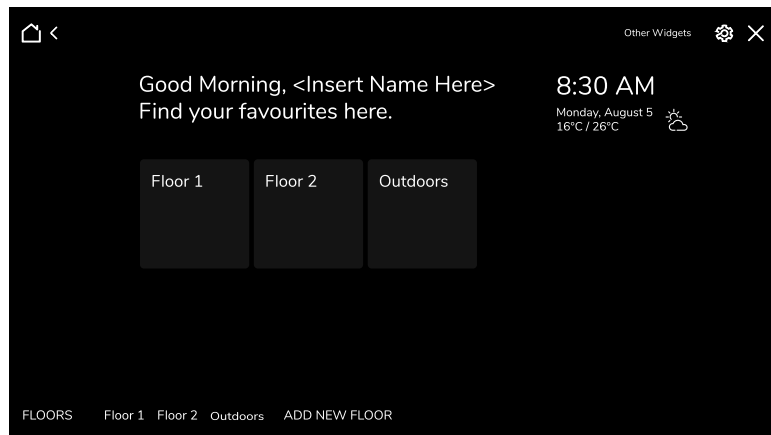 Other Widgets
Good Morning, <Insert Name Here>
Find your favourites here.
8:30 AM
Monday, August 5
16°C / 26°C
Floor 1 Floor 2 Outdoors
FLOORS Floor 1 Floor 2 Outdoors ADD NEW FLOOR